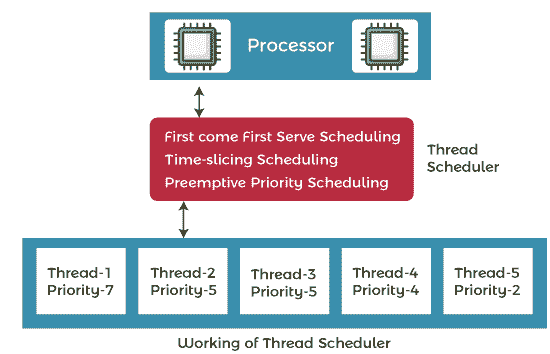 Processor
First come First Serve Scheduling
Time-slicing Scheduling
Preemptive Priority Scheduling
Thread
Scheduler
Thread-1
Priority-7
Thread-2
Priority-5
Thread-3
Priority-5
Thread-4
Priority-4
Thread-5
Priority-2
Working of Thread Scheduler